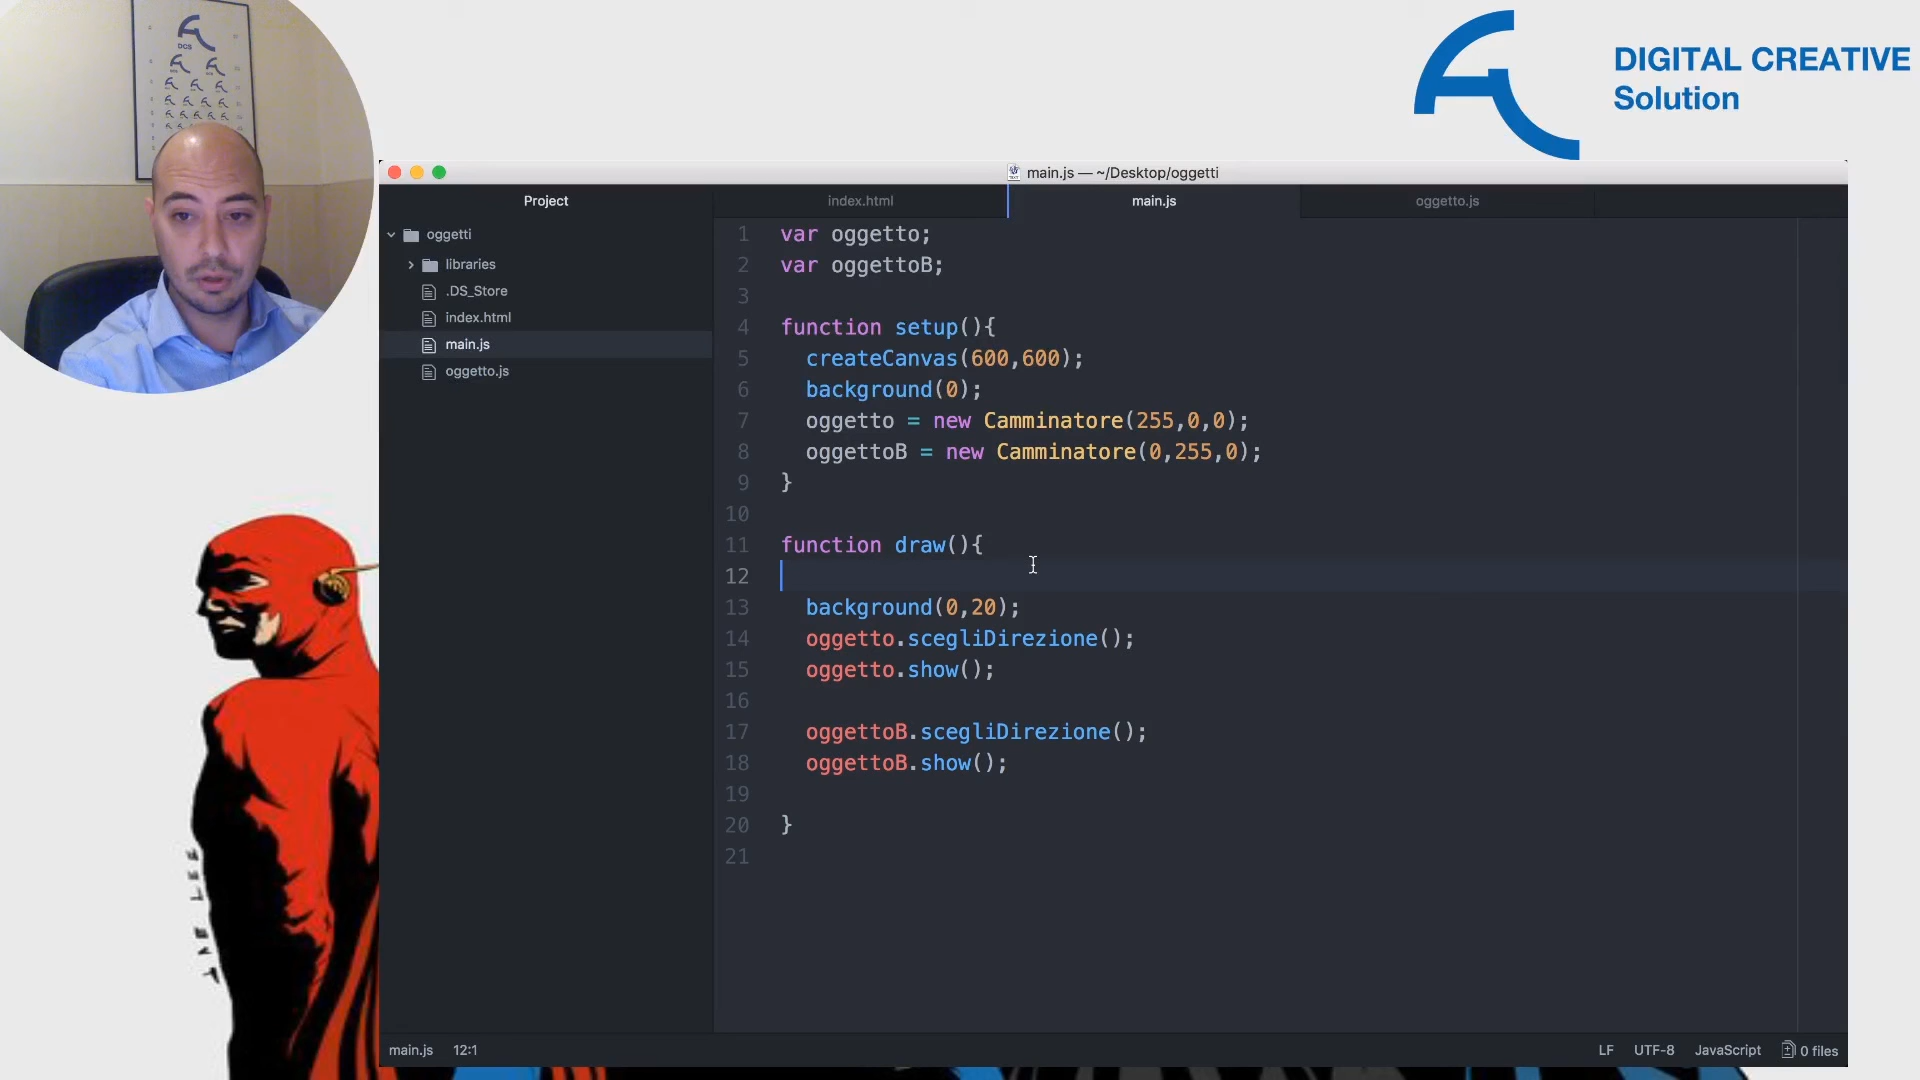 DCS
DIGITAL CREATIVE
Solution
main.js — ~/Desktop/oggetti
Project
index.html
main.js
oggetto.js
oggetti
libraries
.DS_Store
index.html
main.js
oggetto.js
1 var oggetto;
2 var oggettoB;
3
4 function setup(){
5 createCanvas(600,600);
6 background(0);
7 oggetto = new Camminatore(255,0,0);
8 oggettoB = new Camminatore(0,255,0);
9 }
10
11 function draw(){
12
13 background(0,20);
14 oggetto.scegliDirezione();
15 oggetto.show();
16
17 oggettoB.scegliDirezione();
18 oggettoB.show();
19
20 }
21
main.js 12:1
LF UTF-8 JavaScript 0 files